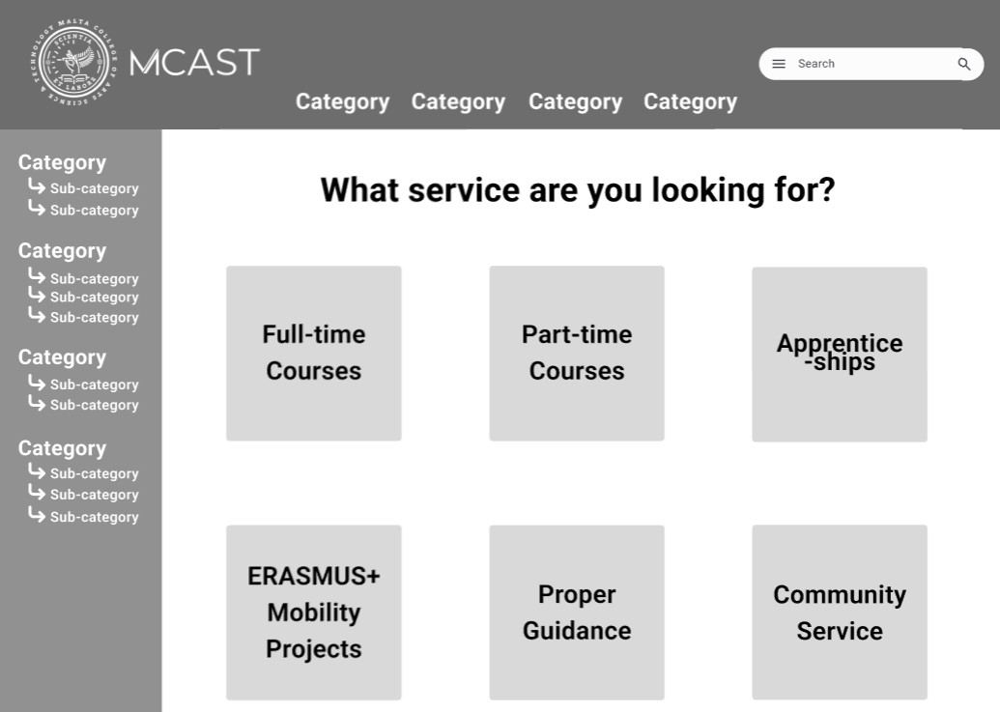 MALTA COLLEGE OF ARTS SCIENCE & TECHNOLOGY
SCIENTIA
ET LABORE
MCAST
Search
Category Category Category Category
Category
Sub-category
Sub-category
Category
Sub-category
Sub-category
Sub-category
Category
Sub-category
Sub-category
Category
Sub-category
Sub-category
Sub-category
What service are you looking for?
Full-time
Courses
Part-time
Courses
Apprentice
-ships
ERASMUS+
Mobility
Projects
Proper
Guidance
Community
Service